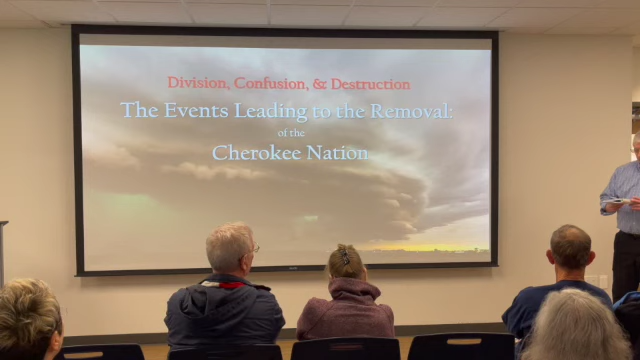 Division, Confusion, & Destruction
The Events Leading to the Removal:
of the
Cherokee Nation